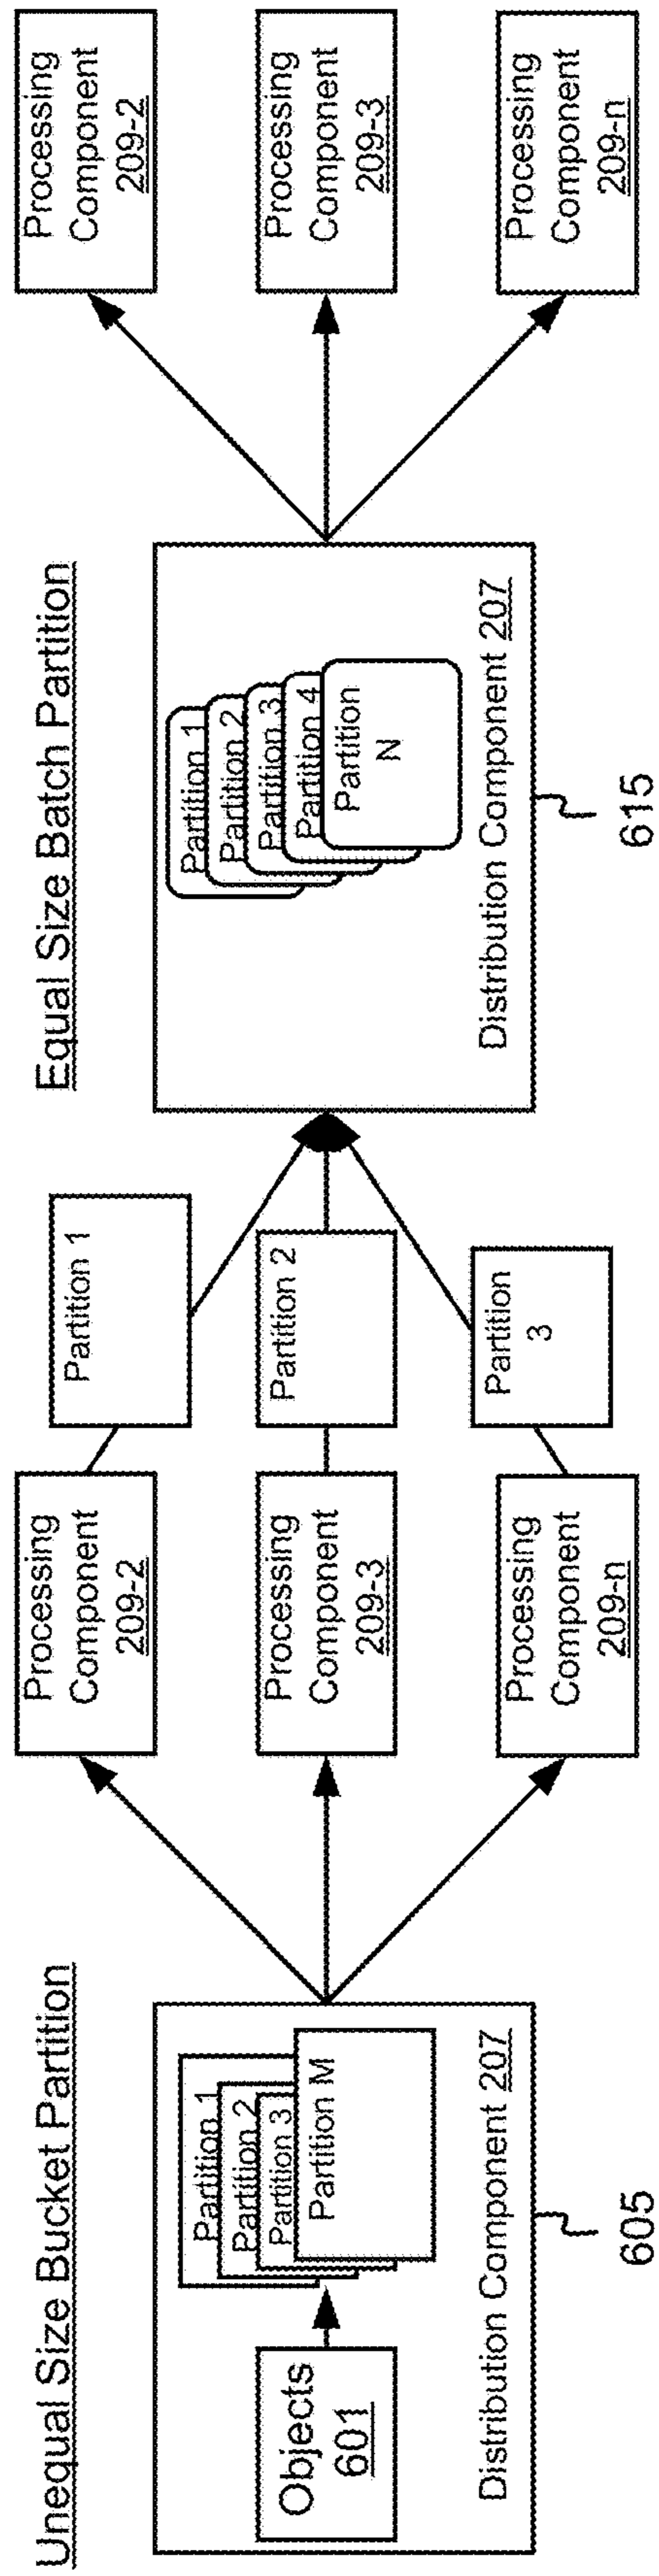 Unequal Size Bucket Partition
Objects
601
Partition 1
Partition 2
Partition 3
Partition M
Distribution Component 207
605
Processing
Component
209-2
Processing
Component
209-3
Processing
Component
209-n
Partition 1
Partition 2
Partition
3
Equal Size Batch Partition
Partition 1
Partition 2
Partition 3
Partition 4
Partition
N
Distribution Component 207
615
Processing
Component
209-2
Processing
Component
209-3
Processing
Component
209-n